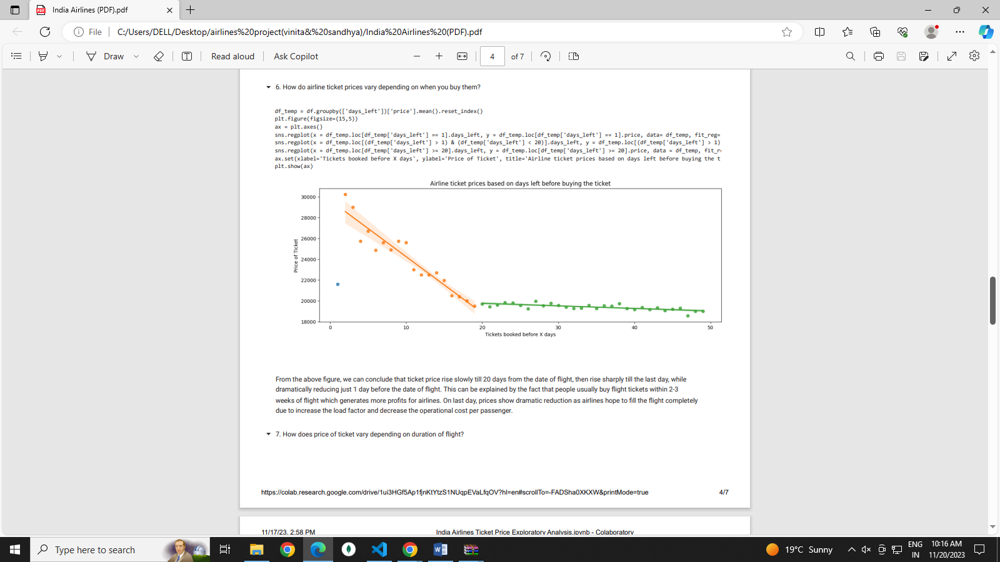 India Airlines (PDF).pdf
File
C:/Users/DELL/Desktop/airlines%20project(vinita&%20sandhya)/India%20Airlines%20(PDF).pdf
Draw
Read aloud
Ask Copilot
4
of 7
6. How do airline ticket prices vary depending on when you buy them?
df_temp = df.groupby(['days_left'])['price'].mean().reset_index()
plt.figure(figsize=(15,5))
ax = plt.axes()
sns.regplot(x = df_temp.loc[df_temp['days_left'] == 1].days_left, y = df_temp.loc[df_temp['days_left'] == 1].price, data= df_temp, fit_reg=
sns.regplot(x = df_temp.loc[(df_temp['days_left'] > 1) & (df_temp['days_left'] < 20)].days_left, y = df_temp.loc[(df_temp['days_left'] > 1)
sns.regplot(x = df_temp.loc[df_temp['days_left'] >= 20].days_left, y = df_temp.loc[df_temp['days_left'] >= 20].price, data = df_temp, fit_r
ax.set(xlabel='Tickets booked before X days', ylabel='Price of Ticket', title='Airline ticket prices based on days left before buying the t
plt.show(ax)
Airline ticket prices based on days left before buying the ticket
30000
28000
26000
24000
22000
20000
18000
Price of Ticket
0 10 20 30 40 50
Tickets booked before X days
From the above figure, we can conclude that ticket price rise slowly till 20 days from the date of flight, then rise sharply till the last day, while
dramatically reducing just 1 day before the date of flight. This can be explained by the fact that people usually buy flight tickets within 2-3
weeks of flight which generates more profits for airlines. On last day, prices show dramatic reduction as airlines hope to fill the flight completely
due to increase the load factor and decrease the operational cost per passenger.
7. How does price of ticket vary depending on duration of flight?
https://colab.research.google.com/drive/1ui3HGf5Ap1fjnKtYtzS1NUqpEVaLfqOV?hl=en#scrollTo=-FADSha0XKXW&printMode=true
4/7
11/17/23, 2:58 PM
India Airlines Ticket Price Exploratory Analysis.ipynb - Colaboratory
Type here to search
19°C Sunny
ENG
IN
10:16 AM
11/20/2023